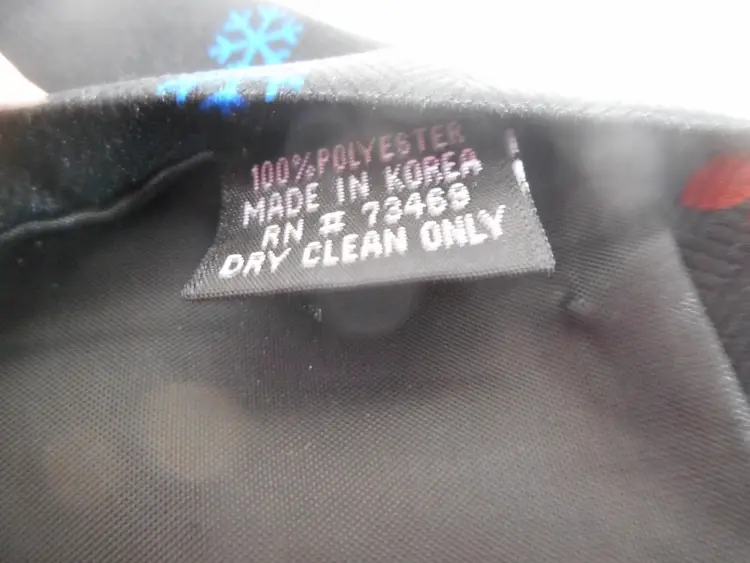 100% POLYESTER
MADE IN KOREA
RN # 73469
DRY CLEAN ONLY